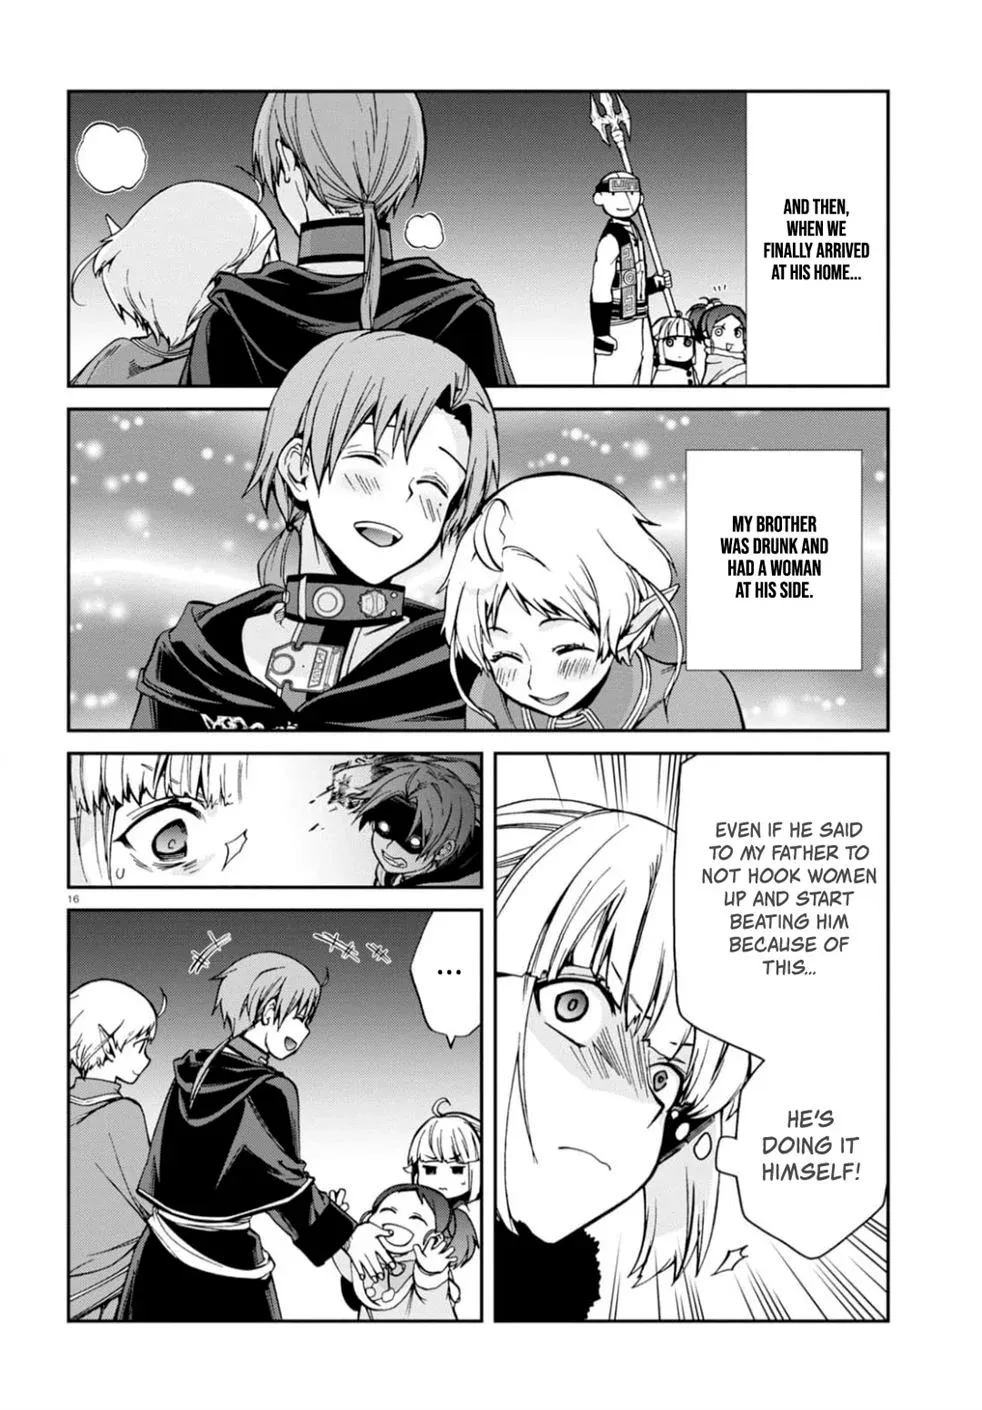 AND THEN,
WHEN WE
FINALLY ARRIVED
AT HIS HOME...
MY BROTHER
WAS DRUNK AND
HAD A WOMAN
AT HIS SIDE.
EVEN IF HE SAID
TO MY FATHER TO
NOT HOOK WOMEN
UP AND START
BEATING HIM
BECAUSE OF
THIS...
HE'S
DOING IT
HIMSELF!
16
...